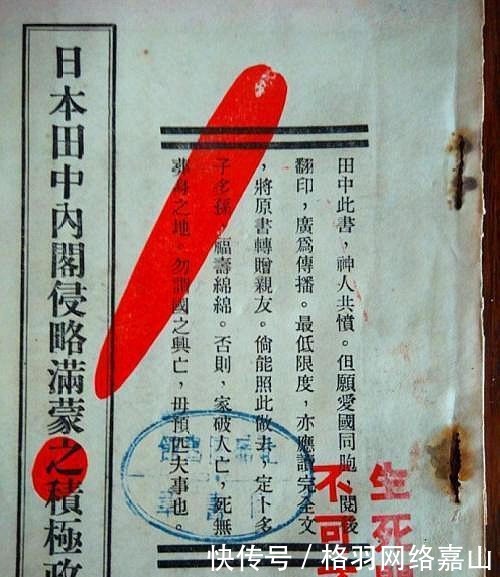 田中此書，神人共憤。但願愛國同胞，閱後
翻印，廣爲傳播。最低限度，亦應讀完全文
，將原書轉贈親友。倘能照此做去，定卜多
子多孫，福壽綿綿。否則，家破人亡，死無
葬身之地。勿謂國之興亡，毋預匹夫事也。
生死
不可
日本田中內閣侵略滿蒙之積極政
快传号／格羽网络嘉山